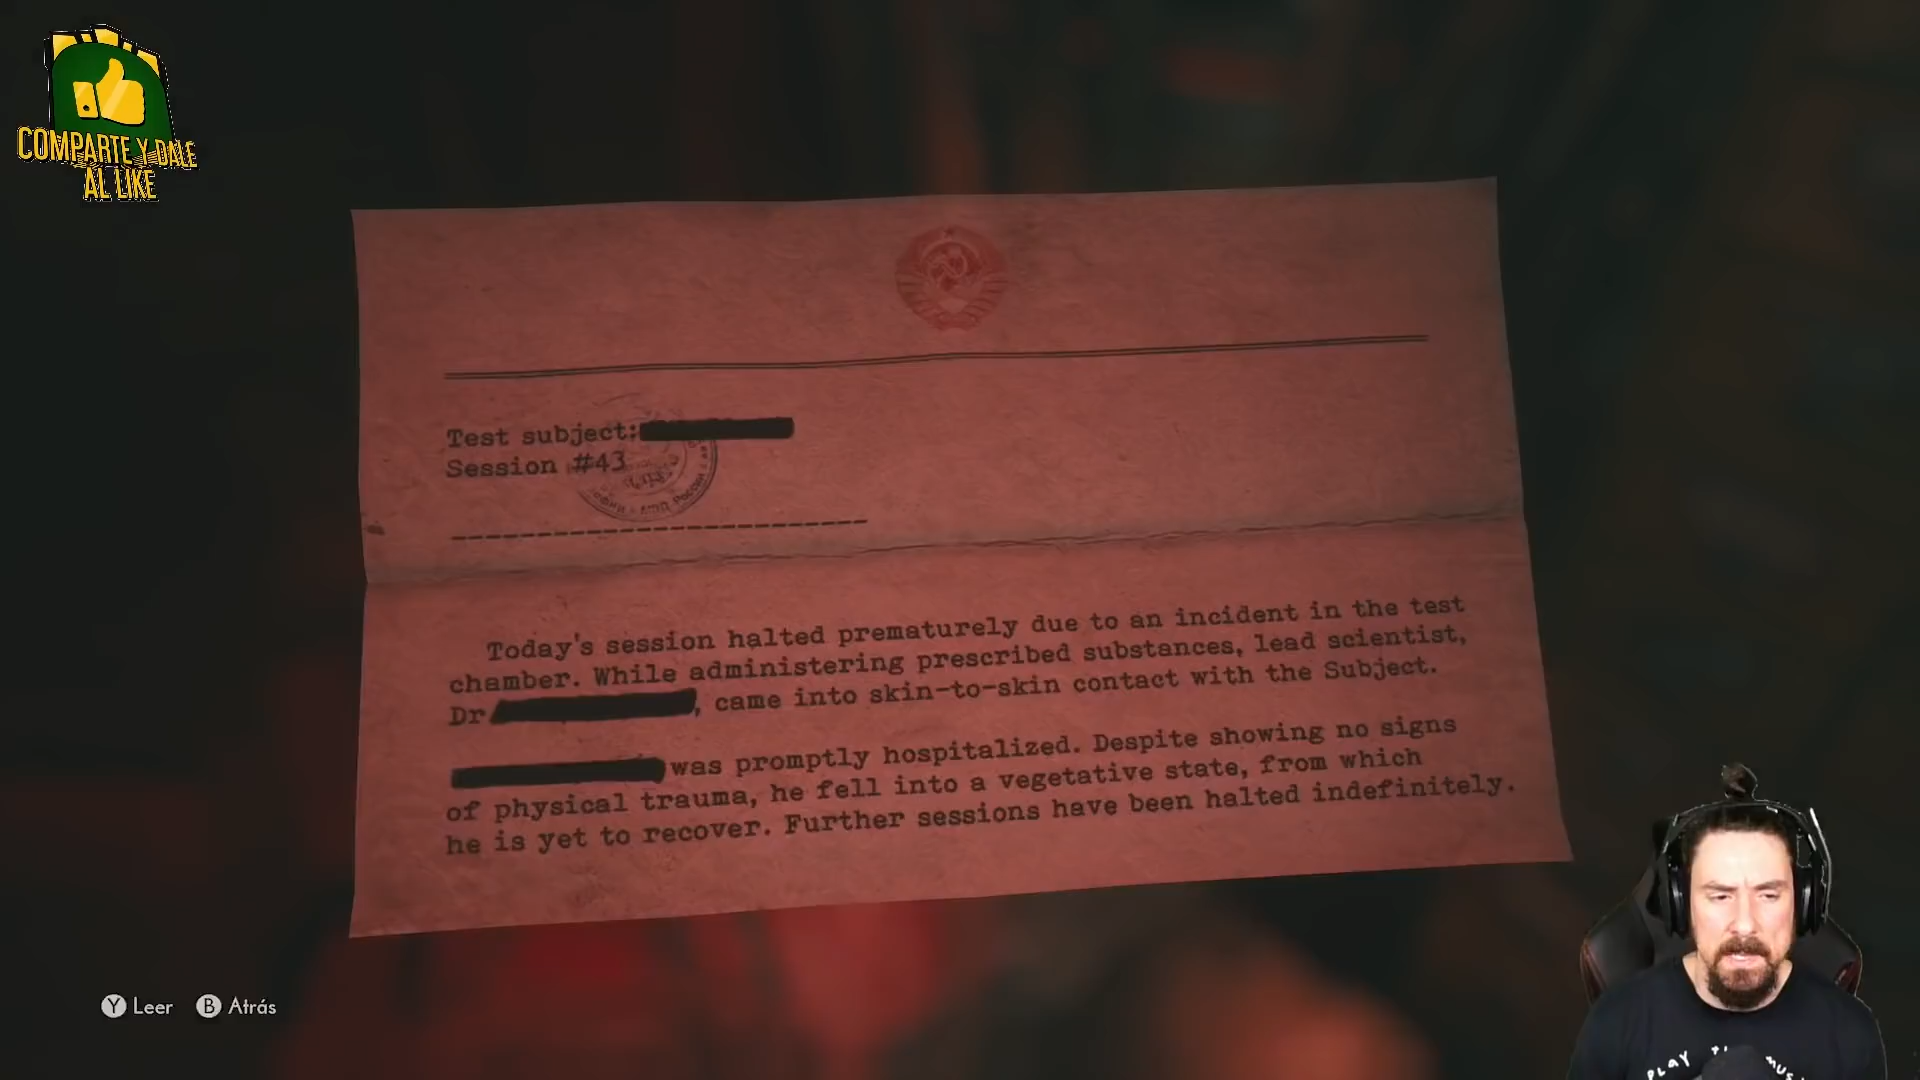 COMPARTE Y DALE
AL LIKE
Test subject:
Session #43
Today's session halted prematurely due to an incident in the test
chamber. While administering prescribed substances, lead scientist,
Dr , came into skin-to-skin contact with the Subject.
was promptly hospitalized. Despite showing no signs
of physical trauma, he fell into a vegetative state, from which
he is yet to recover. Further sessions have been halted indefinitely.
Y Leer B Atrás
PLAY